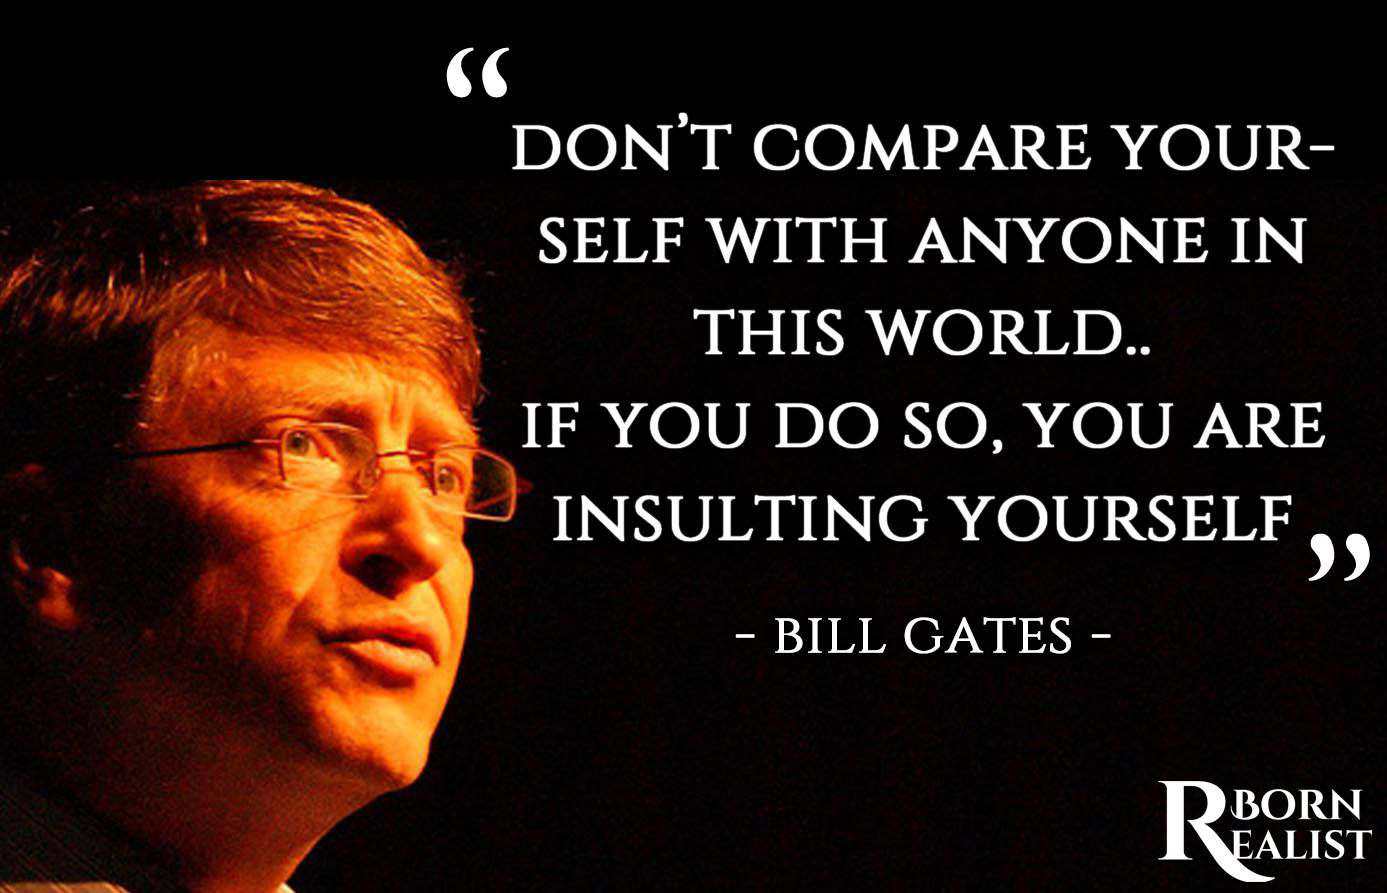 “
DON’T COMPARE YOUR-
SELF WITH ANYONE IN
THIS WORLD..
IF YOU DO SO, YOU ARE
INSULTING YOURSELF
”
- BILL GATES -
BORN
REALIST